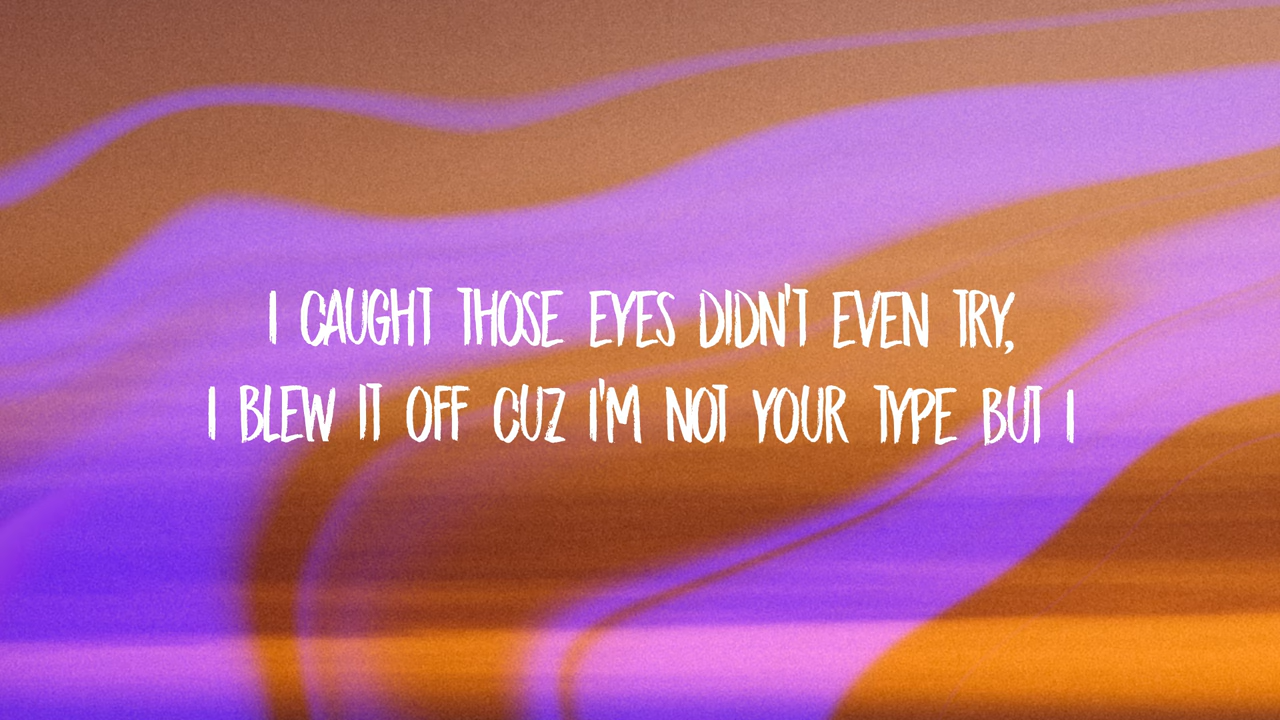 I CAUGHT THOSE EYES DIDN'T EVEN TRY,
I BLEW IT OFF CUZ I'M NOT YOUR TYPE BUT I